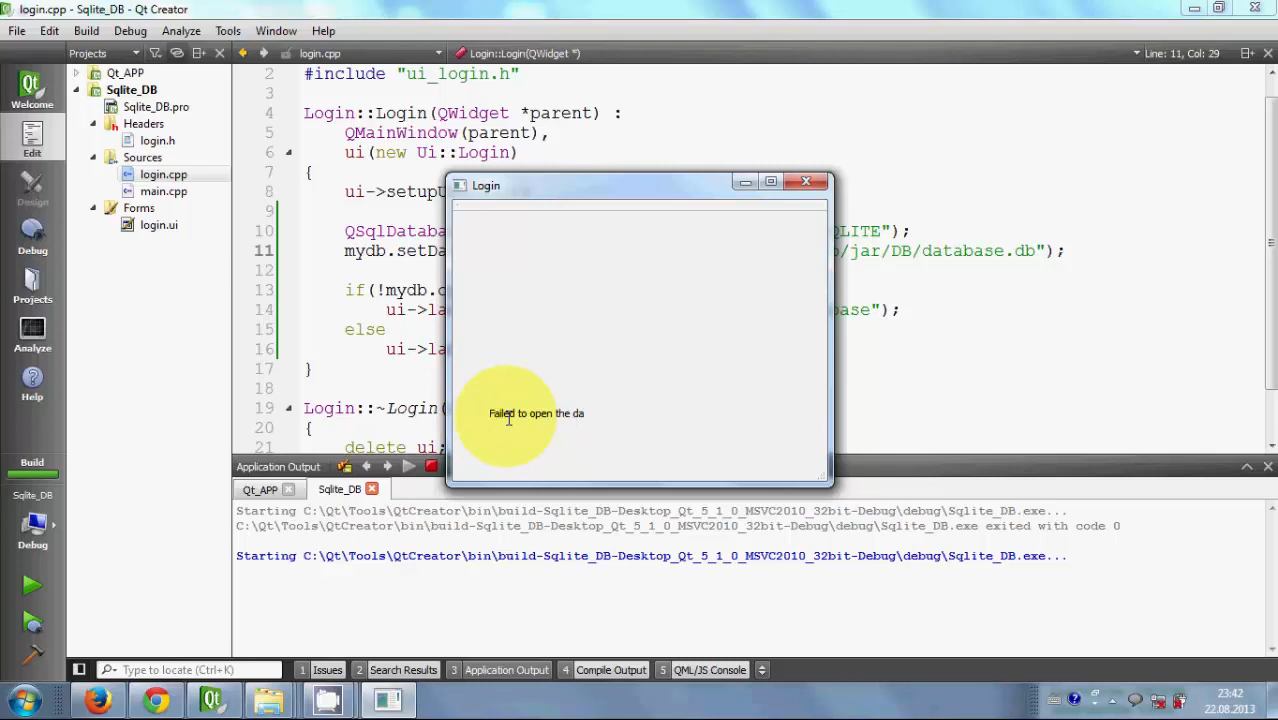 login.cpp - Sqlite_DB - Qt Creator
File Edit Build Debug Analyze Tools Window Help
Projects login.cpp Login::Login(QWidget *) Line: 11, Col: 29
Welcome
Edit
Design
Debug
Projects
Analyze
Help
Build
Sqlite_DB
Debug
Qt_APP
Sqlite_DB
Sqlite_DB.pro
Headers
login.h
Sources
login.cpp
main.cpp
Forms
login.ui
2 #include "ui_login.h"
3
4 Login::Login(QWidget *parent) :
5 QMainWindow(parent),
6 ui(new Ui::Login)
7 {
8 ui->setupU
9
10 QSqlDataba QLITE");
11 mydb.setDa /jar/DB/database.db");
12
13 if(!mydb.o
14 ui->la ase");
15 else
16 ui->la
17 }
18
19 Login::~Login(
20 {
21 delete ui;
Login
Failed to open the da
Application Output
Qt_APP Sqlite_DB
Starting C:\Qt\Tools\QtCreator\bin\build-Sqlite_DB-Desktop_Qt_5_1_0_MSVC2010_32bit-Debug\debug\Sqlite_DB.exe...
C:\Qt\Tools\QtCreator\bin\build-Sqlite_DB-Desktop_Qt_5_1_0_MSVC2010_32bit-Debug\debug\Sqlite_DB.exe exited with code 0
Starting C:\Qt\Tools\QtCreator\bin\build-Sqlite_DB-Desktop_Qt_5_1_0_MSVC2010_32bit-Debug\debug\Sqlite_DB.exe...
Type to locate (Ctrl+K) 1 Issues 2 Search Results 3 Application Output 4 Compile Output 5 QML/JS Console
23:42
22.08.2013